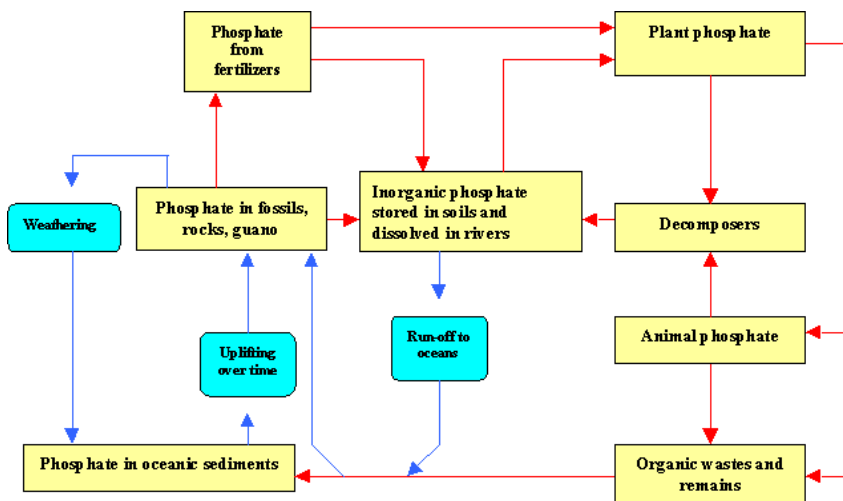 Phosphate
from
fertilizers
Plant phosphate
Weathering
Phosphate in fossils,
rocks, guano
Inorganic phosphate
stored in soils and
dissolved in rivers
Decomposers
Uplifting
over time
Run-off to
oceans
Animal phosphate
Phosphate in oceanic sediments
Organic wastes and
remains